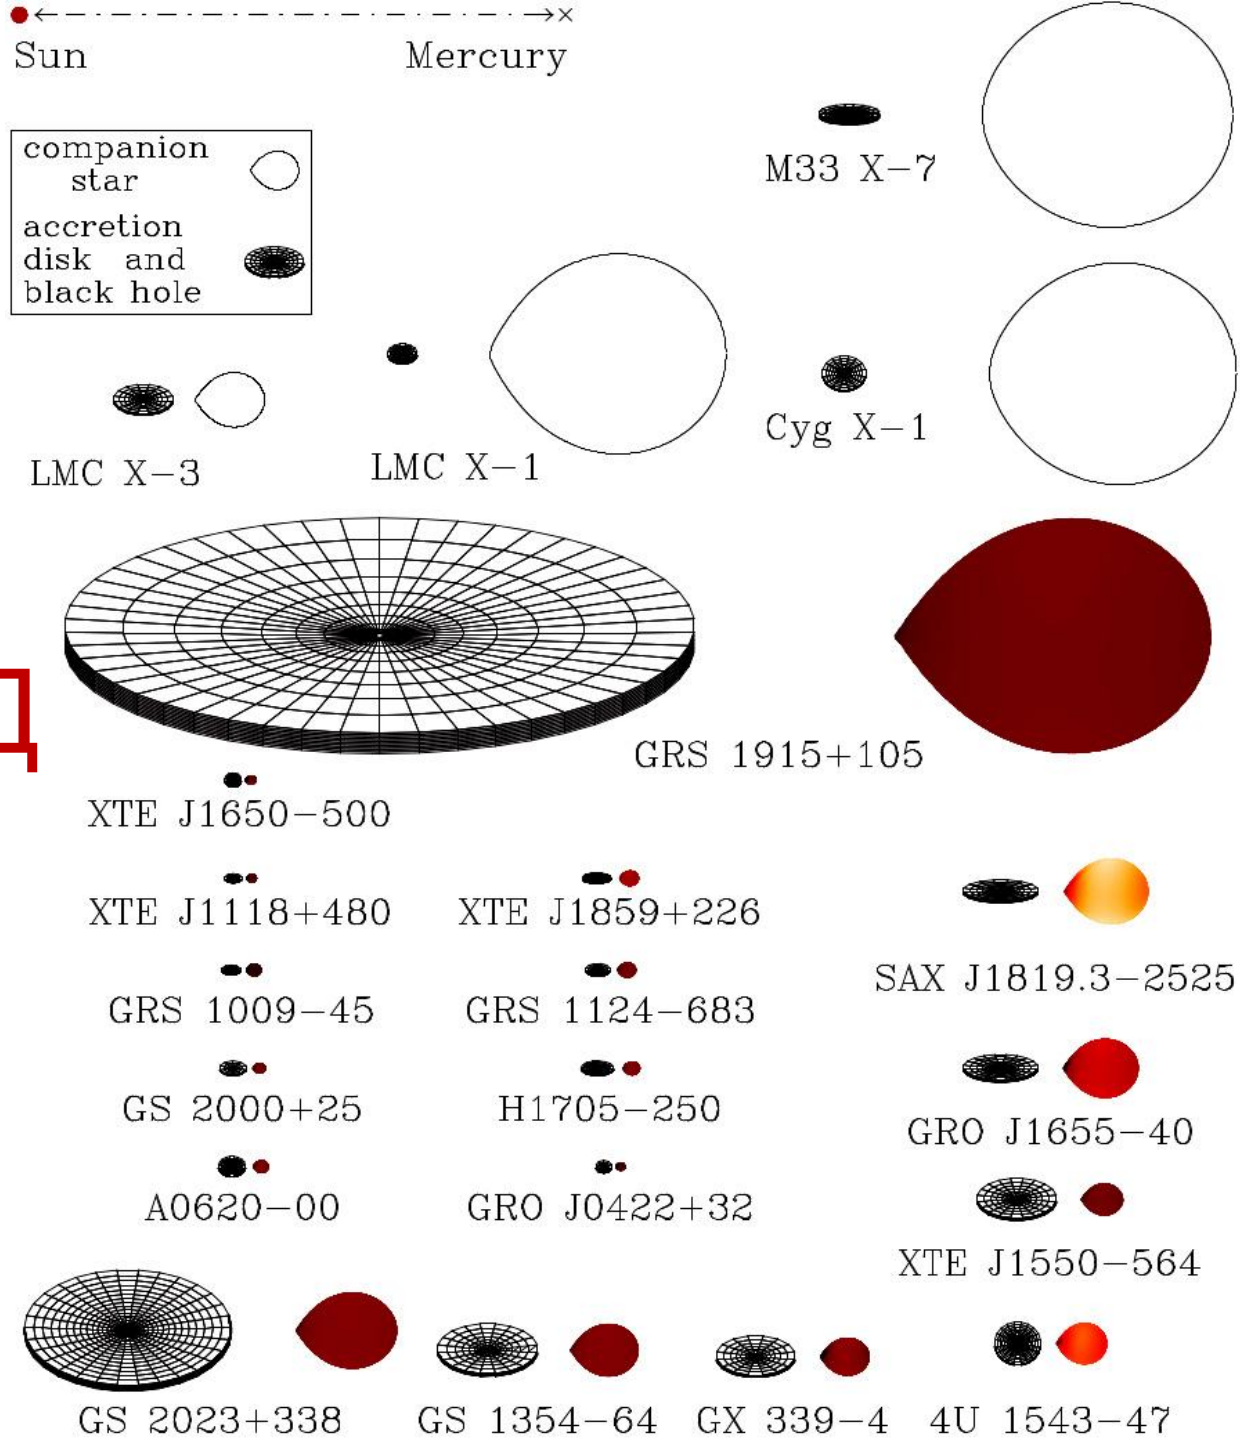 Sun Mercury
companion
star
accretion
disk and
black hole
M33 X-7
LMC X-3
LMC X-1
Cyg X-1
Д
GRS 1915+105
XTE J1650-500
XTE J1118+480
XTE J1859+226
SAX J1819.3-2525
GRS 1009-45
GRS 1124-683
GS 2000+25
H1705-250
GRO J1655-40
A0620-00
GRO J0422+32
XTE J1550-564
GS 2023+338
GS 1354-64
GX 339-4
4U 1543-47